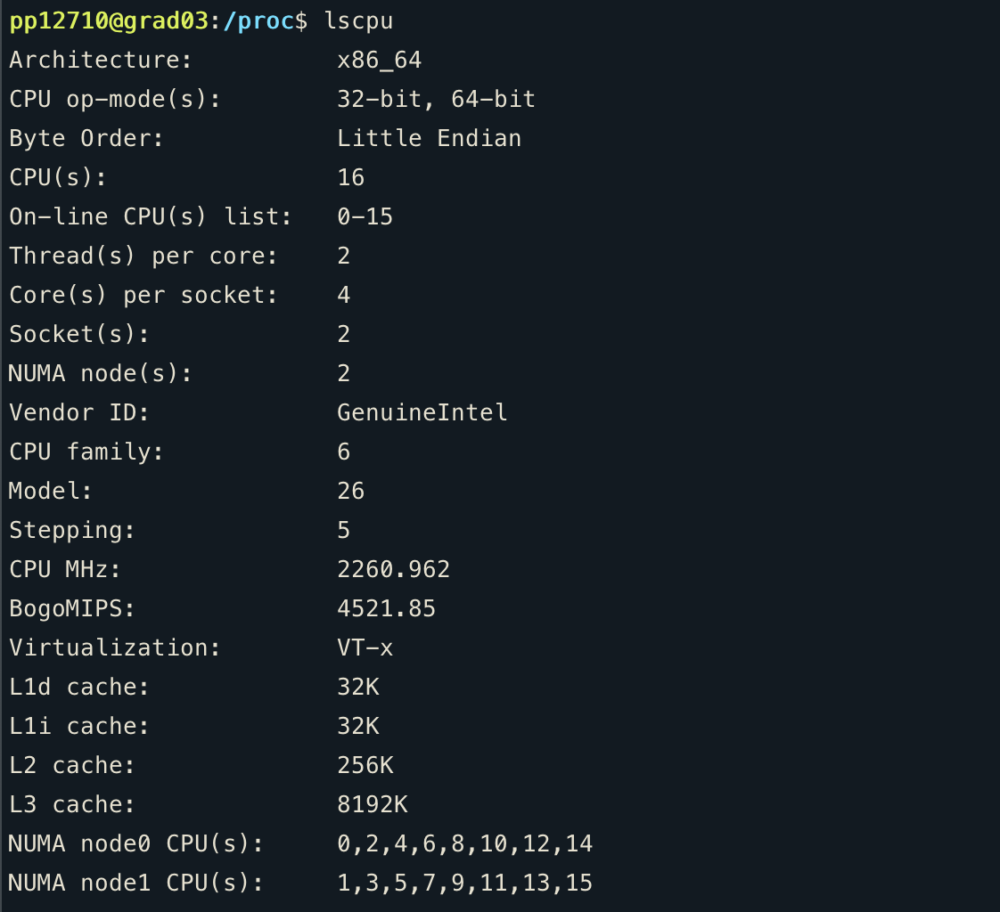 pp12710@grad03:/proc$ lscpu
Architecture:          x86_64
CPU op-mode(s):        32-bit, 64-bit
Byte Order:            Little Endian
CPU(s):                16
On-line CPU(s) list:   0-15
Thread(s) per core:    2
Core(s) per socket:    4
Socket(s):             2
NUMA node(s):          2
Vendor ID:             GenuineIntel
CPU family:            6
Model:                 26
Stepping:              5
CPU MHz:               2260.962
BogoMIPS:              4521.85
Virtualization:        VT-x
L1d cache:             32K
L1i cache:             32K
L2 cache:              256K
L3 cache:              8192K
NUMA node0 CPU(s):     0,2,4,6,8,10,12,14
NUMA node1 CPU(s):     1,3,5,7,9,11,13,15